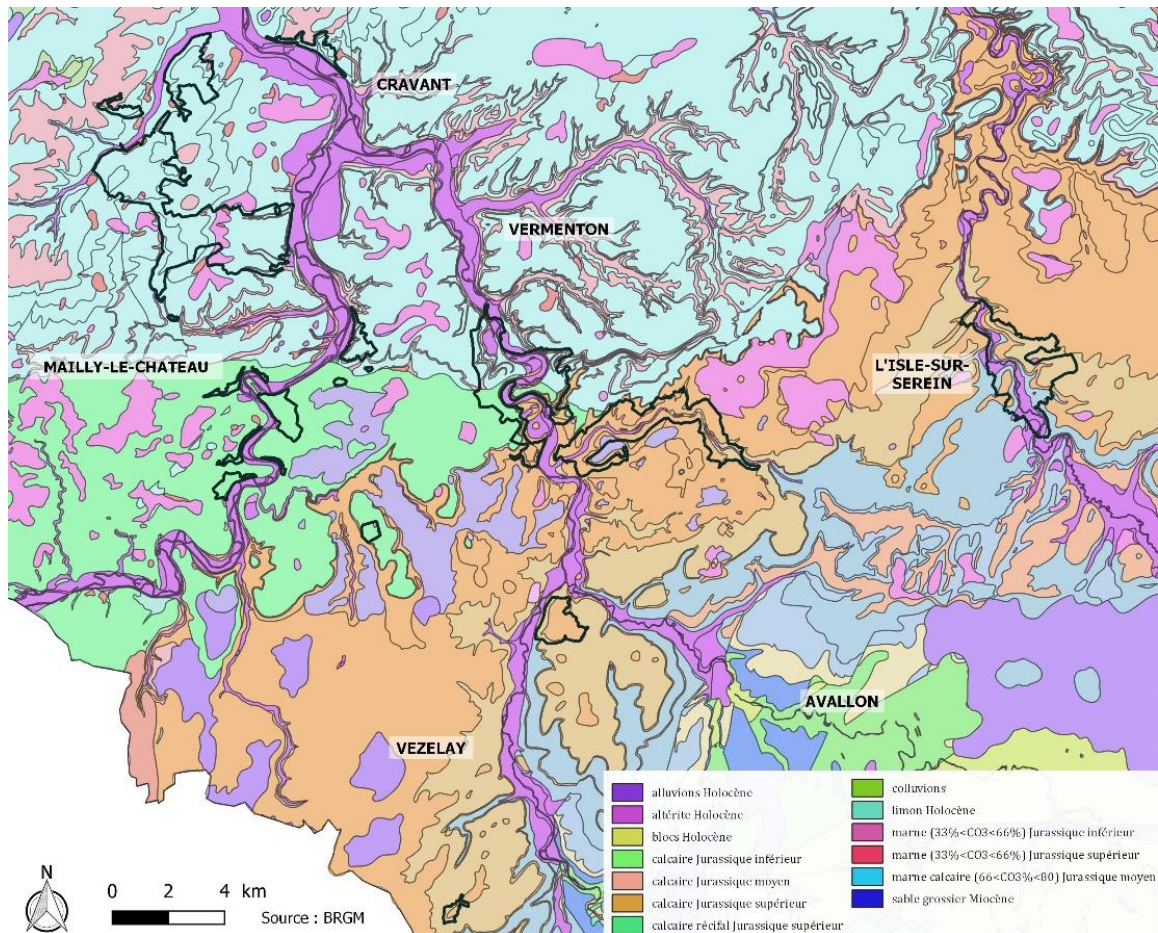 CRAVANT
VERMENTON
MAILLY-LE-CHATEAU
L'ISLE-SUR-
SEREIN
AVALLON
VEZELAY
N
0 2 4 km
Source : BRGM
alluvions Holocène
altérite Holocène
blocs Holocène
calcaire Jurassique inférieur
calcaire Jurassique moyen
calcaire Jurassique supérieur
calcaire récifal Jurassique supérieur
colluvions
limon Holocène
marne (33%<CO3<66%) Jurassique inférieur
marne (33%<CO3<66%) Jurassique supérieur
marne calcaire (66<CO3%<80) Jurassique moyen
sable grossier Miocène